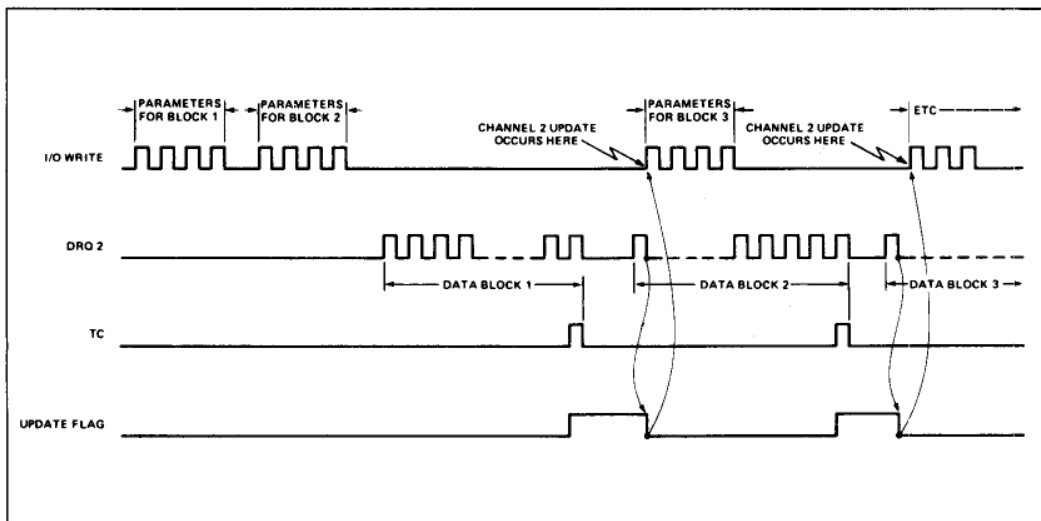 PARAMETERS
FOR BLOCK 1
PARAMETERS
FOR BLOCK 2
PARAMETERS
FOR BLOCK 3
ETC
CHANNEL 2 UPDATE
OCCURS HERE
CHANNEL 2 UPDATE
OCCURS HERE
I/O WRITE
DRQ 2
DATA BLOCK 1
DATA BLOCK 2
DATA BLOCK 3
TC
UPDATE FLAG